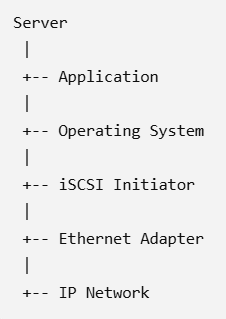 Server
|
+-- Application
|
+-- Operating System
|
+-- iSCSI Initiator
|
+-- Ethernet Adapter
|
+-- IP Network